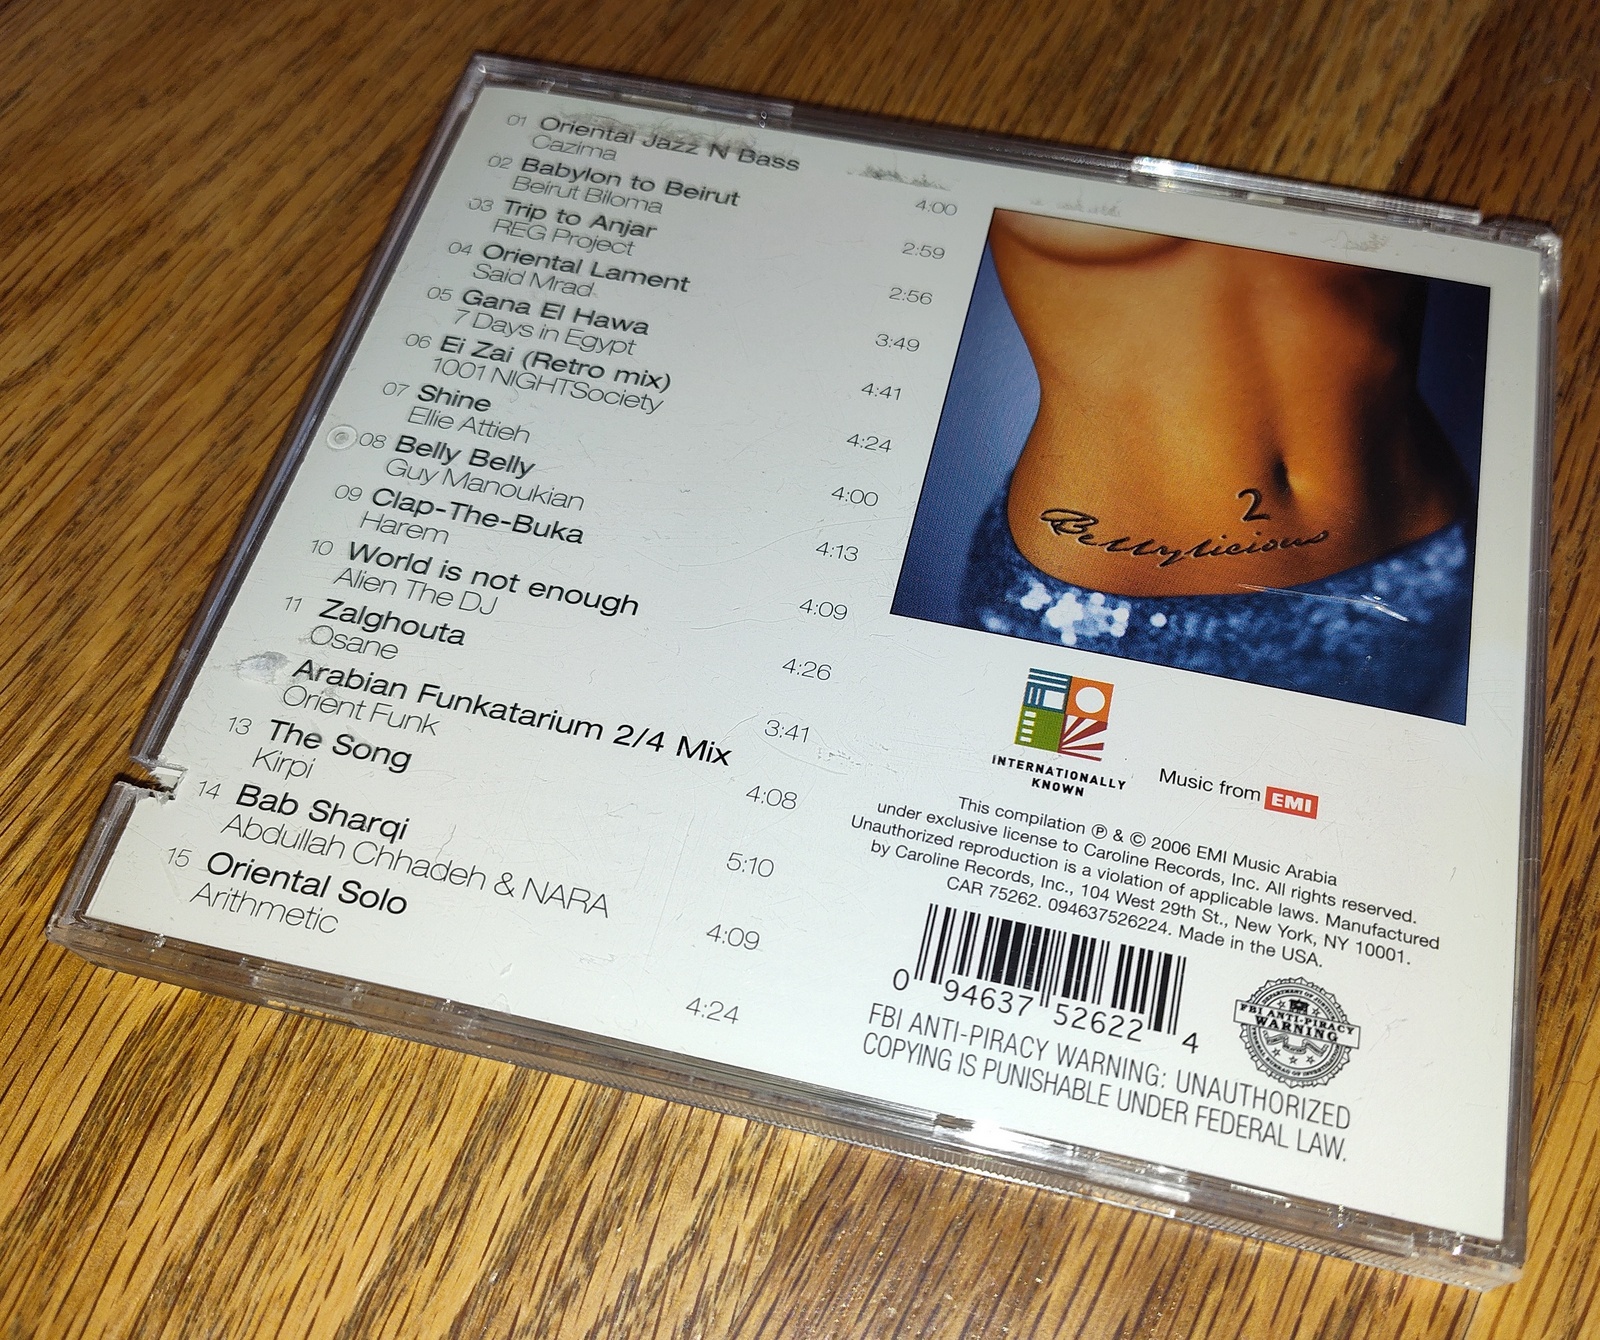 01 Oriental Jazz N Bass 4:00
Cazima
02 Babylon to Beirut 2:59
Beirut Biloma
03 Trip to Anjar 2:56
REG Project
04 Oriental Lament 3:49
Said Mrad
05 Gana El Hawa 4:41
7 Days in Egypt
06 Ei Zai (Retro mix) 4:24
1001 NIGHTSociety
07 Shine 4:00
Ellie Attieh
08 Belly Belly 4:13
Guy Manoukian
09 Clap-The-Buka 4:09
Harem
10 World is not enough 4:26
Alien The DJ
11 Zalghouta 3:41
Osane
Arabian Funkatarium 2/4 Mix 4:08
Orient Funk
13 The Song 5:10
Kirpi
14 Bab Sharqi 4:09
Abdullah Chhadeh & NARA
15 Oriental Solo 4:24
Arithmetic
2
Bellylicious
INTERNATIONALLY
KNOWN
Music from EMI
This compilation ℗ & © 2006 EMI Music Arabia
under exclusive license to Caroline Records, Inc. All rights reserved.
Unauthorized reproduction is a violation of applicable laws. Manufactured
by Caroline Records, Inc., 104 West 29th St., New York, NY 10001.
CAR 75262. 094637526224. Made in the USA.
0 94637 52622 4
FBI ANTI-PIRACY
WARNING
FBI ANTI-PIRACY WARNING: UNAUTHORIZED
COPYING IS PUNISHABLE UNDER FEDERAL LAW.